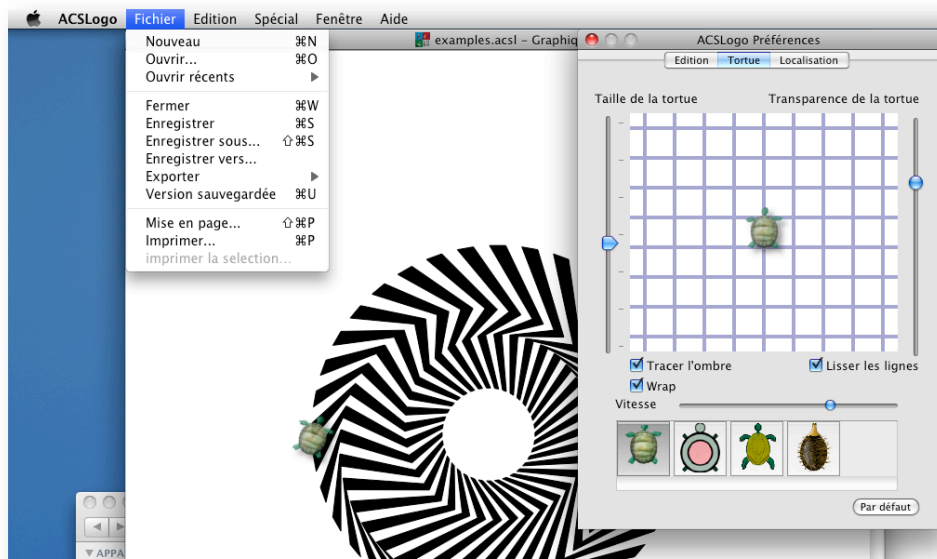 ACSLogo Fichier Edition Spécial Fenêtre Aide
Nouveau ⌘N
Ouvrir... ⌘O
Ouvrir récents
Fermer ⌘W
Enregistrer ⌘S
Enregistrer sous... ⇧⌘S
Enregistrer vers...
Exporter
Version sauvegardée ⌘U
Mise en page... ⇧⌘P
Imprimer... ⌘P
imprimer la selection...
examples.acsl – Graphiq
ACSLogo Préférences
Edition Tortue Localisation
Taille de la tortue Transparence de la tortue
Tracer l'ombre Lisser les lignes
Wrap
Vitesse
Par défaut
APPA